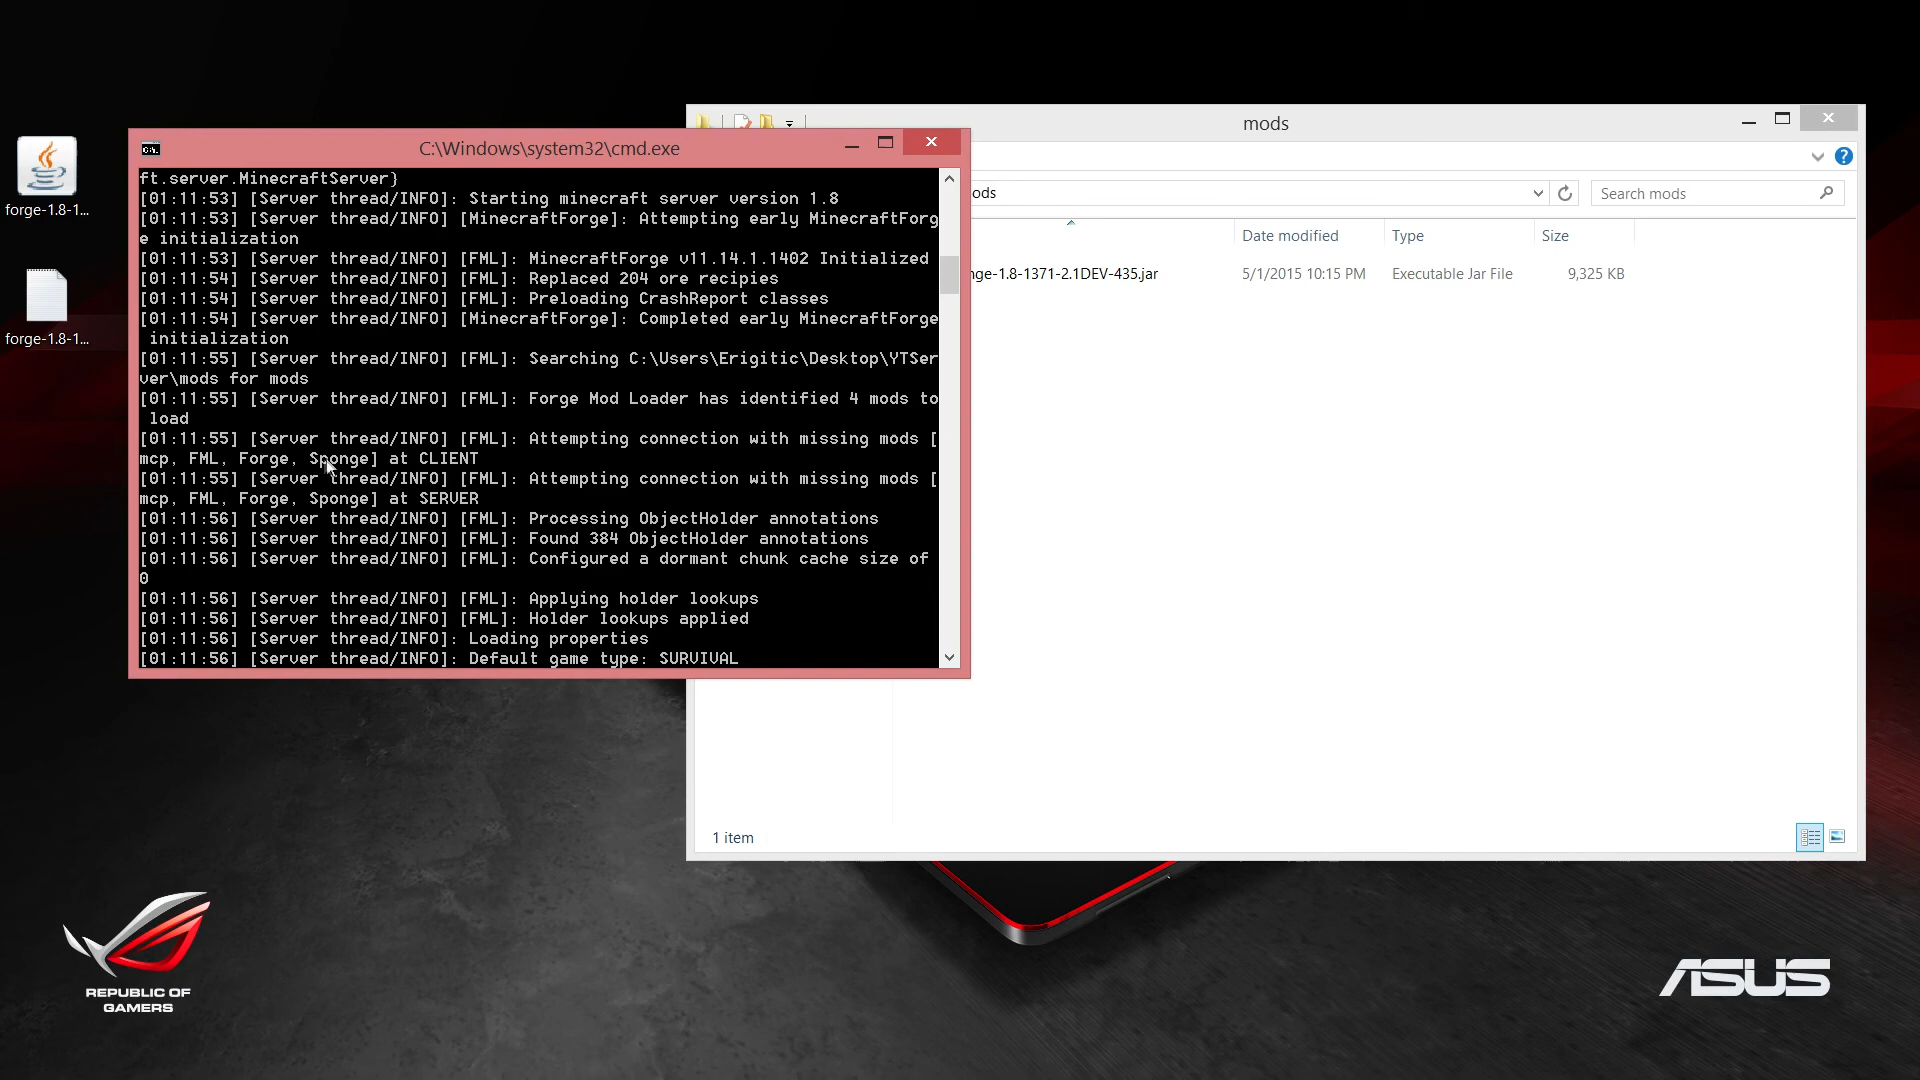 mods
C:\Windows\system32\cmd.exe
forge-1.8-1...
forge-1.8-1...
ft.server.MinecraftServer}
[01:11:53] [Server thread/INFO]: Starting minecraft server version 1.8
[01:11:53] [Server thread/INFO] [MinecraftForge]: Attempting early MinecraftForg
e initialization
[01:11:53] [Server thread/INFO] [FML]: MinecraftForge v11.14.1.1402 Initialized
[01:11:54] [Server thread/INFO] [FML]: Replaced 204 ore recipies
[01:11:54] [Server thread/INFO] [FML]: Preloading CrashReport classes
[01:11:54] [Server thread/INFO] [MinecraftForge]: Completed early MinecraftForge
 initialization
[01:11:55] [Server thread/INFO] [FML]: Searching C:\Users\Erigitic\Desktop\YTSer
ver\mods for mods
[01:11:55] [Server thread/INFO] [FML]: Forge Mod Loader has identified 4 mods to
 load
[01:11:55] [Server thread/INFO] [FML]: Attempting connection with missing mods [
mcp, FML, Forge, Sponge] at CLIENT
[01:11:55] [Server thread/INFO] [FML]: Attempting connection with missing mods [
mcp, FML, Forge, Sponge] at SERVER
[01:11:56] [Server thread/INFO] [FML]: Processing ObjectHolder annotations
[01:11:56] [Server thread/INFO] [FML]: Found 384 ObjectHolder annotations
[01:11:56] [Server thread/INFO] [FML]: Configured a dormant chunk cache size of
0
[01:11:56] [Server thread/INFO] [FML]: Applying holder lookups
[01:11:56] [Server thread/INFO] [FML]: Holder lookups applied
[01:11:56] [Server thread/INFO]: Loading properties
[01:11:56] [Server thread/INFO]: Default game type: SURVIVAL
ods
Search mods
Date modified Type Size
nge-1.8-1371-2.1DEV-435.jar 5/1/2015 10:15 PM Executable Jar File 9,325 KB
1 item
REPUBLIC OF
GAMERS
ASUS